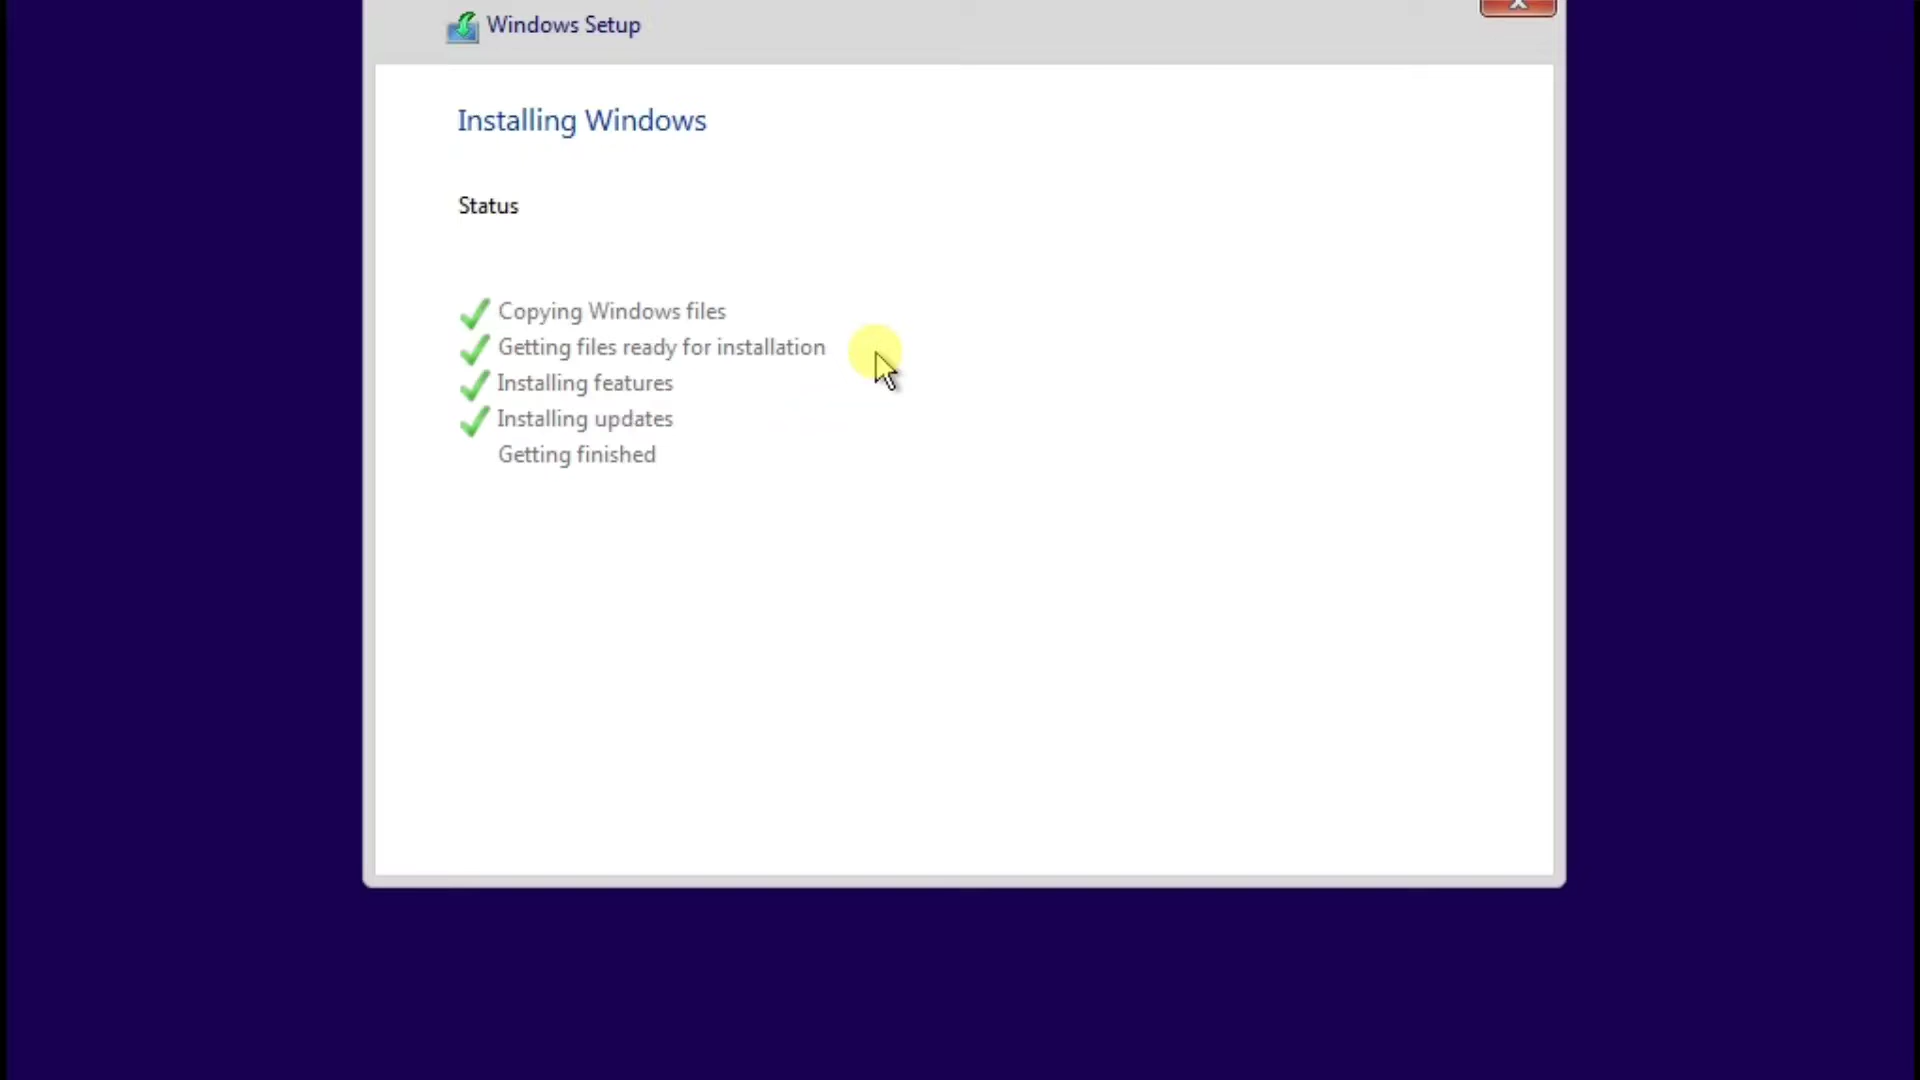 Windows Setup
Installing Windows
Status
Copying Windows files
Getting files ready for installation
Installing features
Installing updates
Getting finished